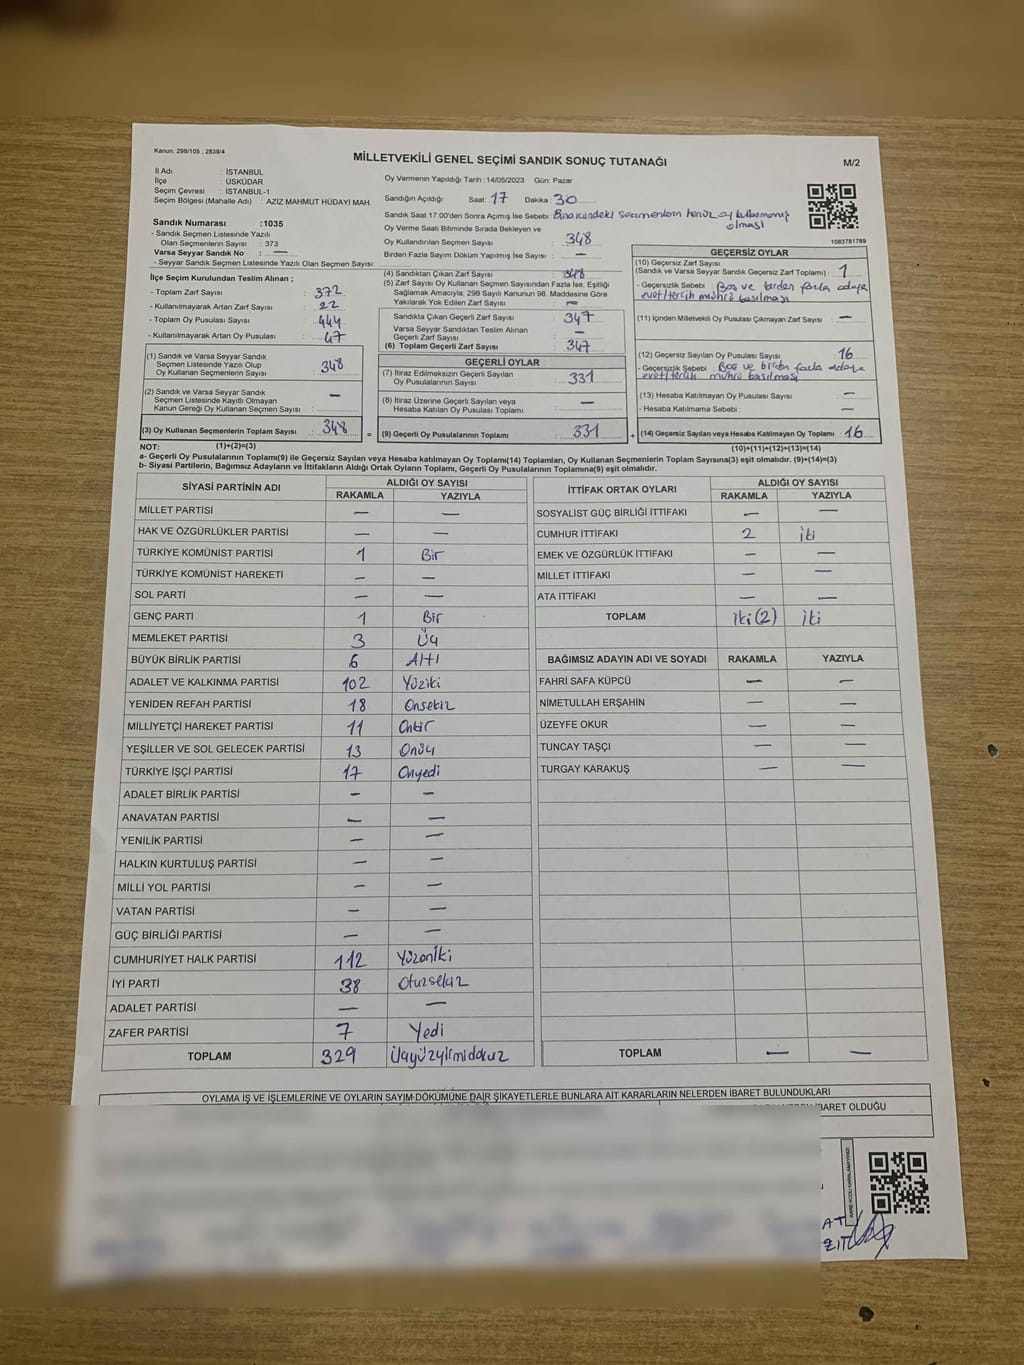 Kanun: 298/105 , 2839/4
MİLLETVEKİLİ GENEL SEÇİMİ SANDIK SONUÇ TUTANAĞI
M/2
İl Adı : İSTANBUL
İlçe : ÜSKÜDAR
Seçim Çevresi : İSTANBUL-1
Seçim Bölgesi (Mahalle Adı) : AZIZ MAHMUT HÜDAYİ MAH.
Sandık Numarası :1035
- Sandık Seçmen Listesinde Yazılı
Olan Seçmenlerin Sayısı : 373
Varsa Seyyar Sandık No : —
- Seyyar Sandık Seçmen Listesinde Yazılı Olan Seçmen Sayısı:
Oy Vermenin Yapıldığı Tarih :14/05/2023 Gün: Pazar
Sandığın Açıldığı Saat: 17 Dakika : 30
Sandık Saat 17.00'den Sonra Açılmış İse Sebebi : Bina içindeki seçmenlerin henüz oy kullanmamış
olması
Oy Verme Saati Bitiminde Sırada Bekleyen ve
Oy Kullandırılan Seçmen Sayısı : 348
Birden Fazla Sayım Döküm Yapılmış İse Sayısı : —
1083781789
İlçe Seçim Kurulundan Teslim Alınan ;
- Toplam Zarf Sayısı : 372
- Kullanılmayarak Artan Zarf Sayısı : 22
- Toplam Oy Pusulası Sayısı : 444
- Kullanılmayarak Artan Oy Pusulası : 47
(1) Sandık ve Varsa Seyyar Sandık
Seçmen Listesinde Yazılı Olup
Oy Kullanan Seçmen Sayısı : 348
(2) Sandık ve Varsa Seyyar Sandık
Seçmen Listesinde Kayıtlı Olmayan
Kanun Gereği Oy Kullanan Seçmen Sayısı : —
(3) Oy Kullanan Seçmenlerin Toplam Sayısı : 348
(4) Sandıktan Çıkan Zarf Sayısı : 348
(5) Zarf Sayısı Oy Kullanan Seçmen Sayısından Fazla İse, Eşitliği
Sağlamak Amacıyla, 298 Sayılı Kanunun 98. Maddesine Göre
Yakılarak Yok Edilen Zarf Sayısı : —
Sandıkta Çıkan Geçerli Zarf Sayısı : 347
Varsa Seyyar Sandıktan Teslim Alınan
Geçerli Zarf Sayısı : —
(6) Toplam Geçerli Zarf Sayısı : 347
GEÇERLİ OYLAR
(7) İtiraz Edilmeksizin Geçerli Sayılan
Oy Pusulalarının Sayısı : 331
(8) İtiraz Üzerine Geçerli Sayılan veya
Hesaba Katılan Oy Pusulası Toplamı : —
= (9) Geçerli Oy Pusulalarının Toplamı : 331
GEÇERSİZ OYLAR
(10) Geçersiz Zarf Sayısı
(Sandık ve Varsa Seyyar Sandık Geçersiz Zarf Toplamı) : 1
- Geçersizlik Sebebi : Boş ve birden fazla adaya
evet/tercih mührü basılması
(11) İçinden Milletvekili Oy Pusulası Çıkmayan Zarf Sayısı : —
(12) Geçersiz Sayılan Oy Pusulası Sayısı : 16
- Geçersizlik Sebebi : Boş ve birden fazla adaya
evet/tercih mührü basılması
(13) Hesaba Katılmayan Oy Pusulası Sayısı : —
- Hesaba Katılmama Sebebi : —
+ (14) Geçersiz Sayılan veya Hesaba Katılmayan Oy Toplamı : 16
NOT: (1)+(2)=(3) (10)+(11)+(12)+(13)=(14)
a- Geçerli Oy Pusulalarının Toplamı(9) ile Geçersiz Sayılan veya Hesaba katılmayan Oy Toplamı(14) Toplamları, Oy Kullanan Seçmenlerin Toplam Sayısına(3) eşit olmalıdır. (9)+(14)=(3)
b- Siyasi Partilerin, Bağımsız Adayların ve İttifakların Aldığı Ortak Oyların Toplamı, Geçerli Oy Pusulalarının Toplamına(9) eşit olmalıdır.
SİYASİ PARTİNİN ADI ALDIĞI OY SAYISI
RAKAMLA YAZIYLA
MİLLET PARTİSİ — —
HAK VE ÖZGÜRLÜKLER PARTİSİ — —
TÜRKİYE KOMÜNİST PARTİSİ 1 Bir
TÜRKİYE KOMÜNİST HAREKETİ — —
SOL PARTİ — —
GENÇ PARTİ 1 Bir
MEMLEKET PARTİSİ 3 Üç
BÜYÜK BİRLİK PARTİSİ 6 Altı
ADALET VE KALKINMA PARTİSİ 102 Yüziki
YENİDEN REFAH PARTİSİ 18 Onsekiz
MİLLİYETÇİ HAREKET PARTİSİ 11 Onbir
YEŞİLLER VE SOL GELECEK PARTİSİ 13 Onüç
TÜRKİYE İŞÇİ PARTİSİ 17 Onyedi
ADALET BİRLİK PARTİSİ — —
ANAVATAN PARTİSİ — —
YENİLİK PARTİSİ — —
HALKIN KURTULUŞ PARTİSİ — —
MİLLİ YOL PARTİSİ — —
VATAN PARTİSİ — —
GÜÇ BİRLİĞİ PARTİSİ — —
CUMHURİYET HALK PARTİSİ 112 Yüzoniki
İYİ PARTİ 38 Otuzsekiz
ADALET PARTİSİ — —
ZAFER PARTİSİ 7 Yedi
TOPLAM 329 Üçyüzyirmidokuz
İTTİFAK ORTAK OYLARI ALDIĞI OY SAYISI
RAKAMLA YAZIYLA
SOSYALİST GÜÇ BİRLİĞİ İTTİFAKI — —
CUMHUR İTTİFAKI 2 iki
EMEK VE ÖZGÜRLÜK İTTİFAKI — —
MİLLET İTTİFAKI — —
ATA İTTİFAKI — —
TOPLAM iki(2) iki
BAĞIMSIZ ADAYIN ADI VE SOYADI RAKAMLA YAZIYLA
FAHRİ SAFA KÜPCÜ — —
NİMETULLAH ERŞAHİN — —
ÜZEYFE OKUR — —
TUNCAY TAŞÇI — —
TURGAY KARAKUŞ — —
TOPLAM — —
OYLAMA İŞ VE İŞLEMLERİNE VE OYLARIN SAYIM-DÖKÜMÜNE DAİR ŞİKAYETLERLE BUNLARA AİT KARARLARIN NELERDEN İBARET BULUNDUKLARI
İBARET OLDUĞU